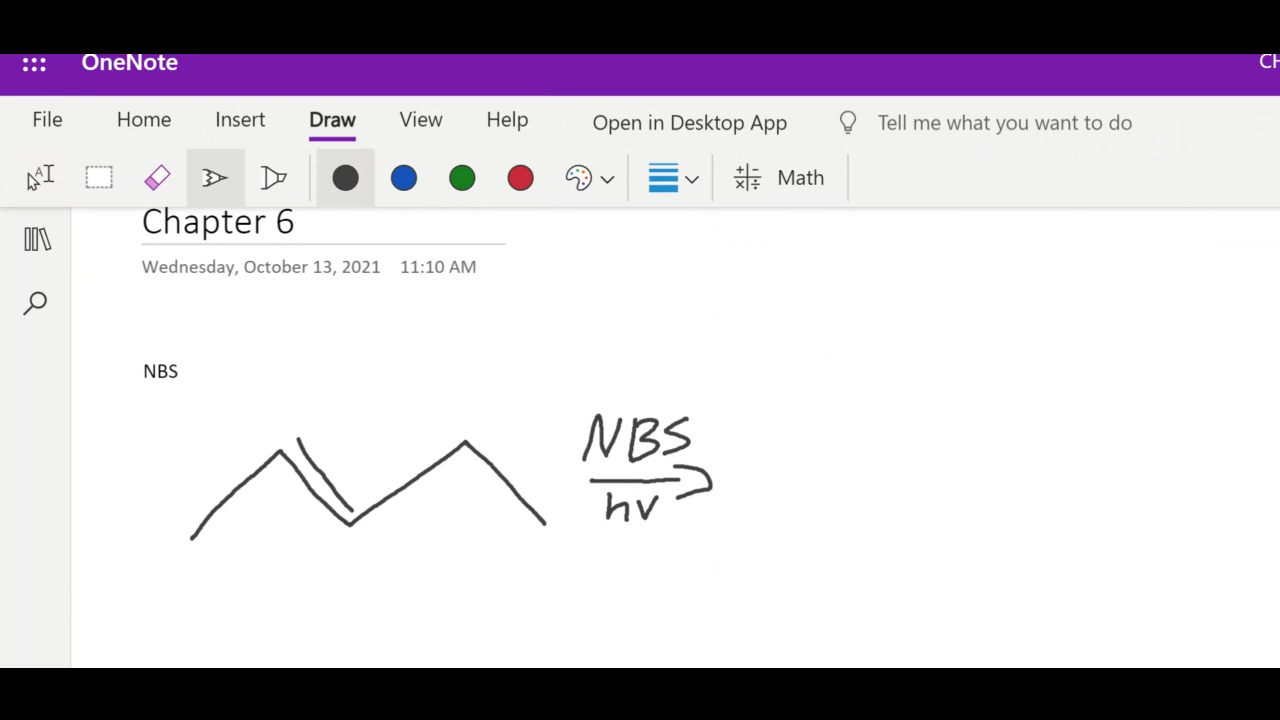 OneNote
CH
File Home Insert Draw View Help Open in Desktop App Tell me what you want to do
Math
Chapter 6
Wednesday, October 13, 2021 11:10 AM
NBS
NBS
hv